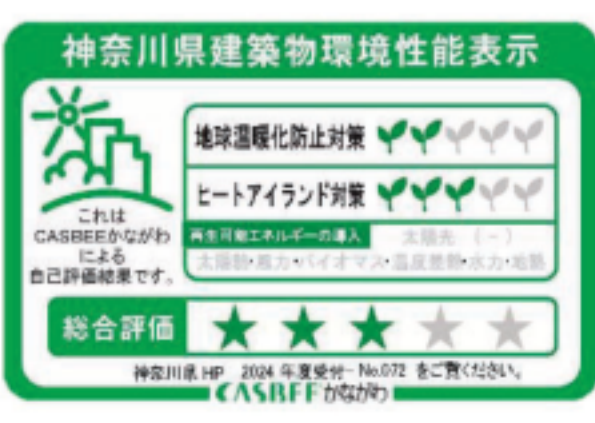 神奈川県建築物環境性能表示
地球温暖化防止対策
ヒートアイランド対策
これは
CASBEEかながわ
による
自己評価結果です。
再生可能エネルギーの導入
太陽光 (-)
太陽熱・風力・バイオマス・温度差熱・水力・地熱
総合評価
神奈川県HP 2024 年度受付-No.072 をご覧ください。
CASBEEかながわ